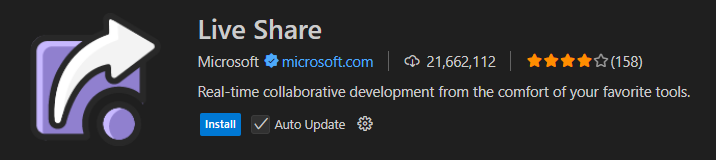 Live Share
Microsoft microsoft.com 21,662,112 (158)
Real-time collaborative development from the comfort of your favorite tools.
Install Auto Update